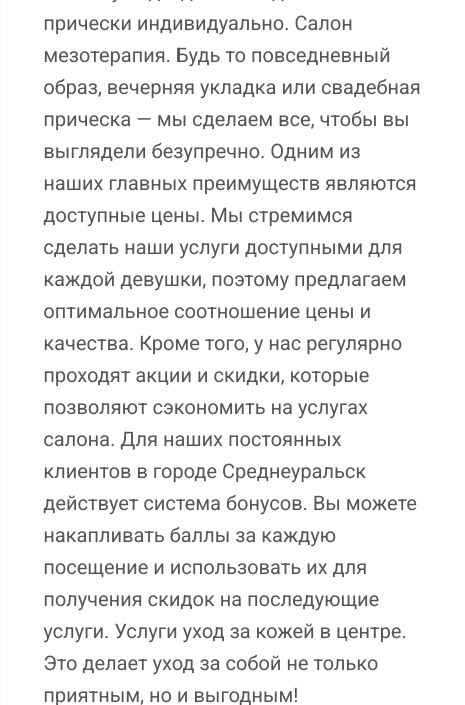 прически индивидуально. Салон
мезотерапия. Будь то повседневный
образ, вечерняя укладка или свадебная
прическа — мы сделаем все, чтобы вы
выглядели безупречно. Одним из
наших главных преимуществ являются
доступные цены. Мы стремимся
сделать наши услуги доступными для
каждой девушки, поэтому предлагаем
оптимальное соотношение цены и
качества. Кроме того, у нас регулярно
проходят акции и скидки, которые
позволяют сэкономить на услугах
салона. Для наших постоянных
клиентов в городе Среднеуральск
действует система бонусов. Вы можете
накапливать баллы за каждую
посещение и использовать их для
получения скидок на последующие
услуги. Услуги уход за кожей в центре.
Это делает уход за собой не только
приятным, но и выгодным!